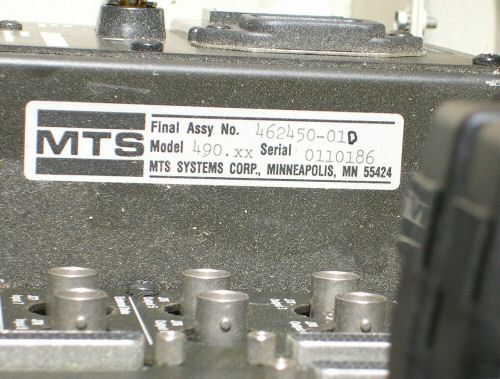 MTS
Final Assy No. 462450-01D
Model 490.xx Serial 0110186
MTS SYSTEMS CORP., MINNEAPOLIS, MN 55424